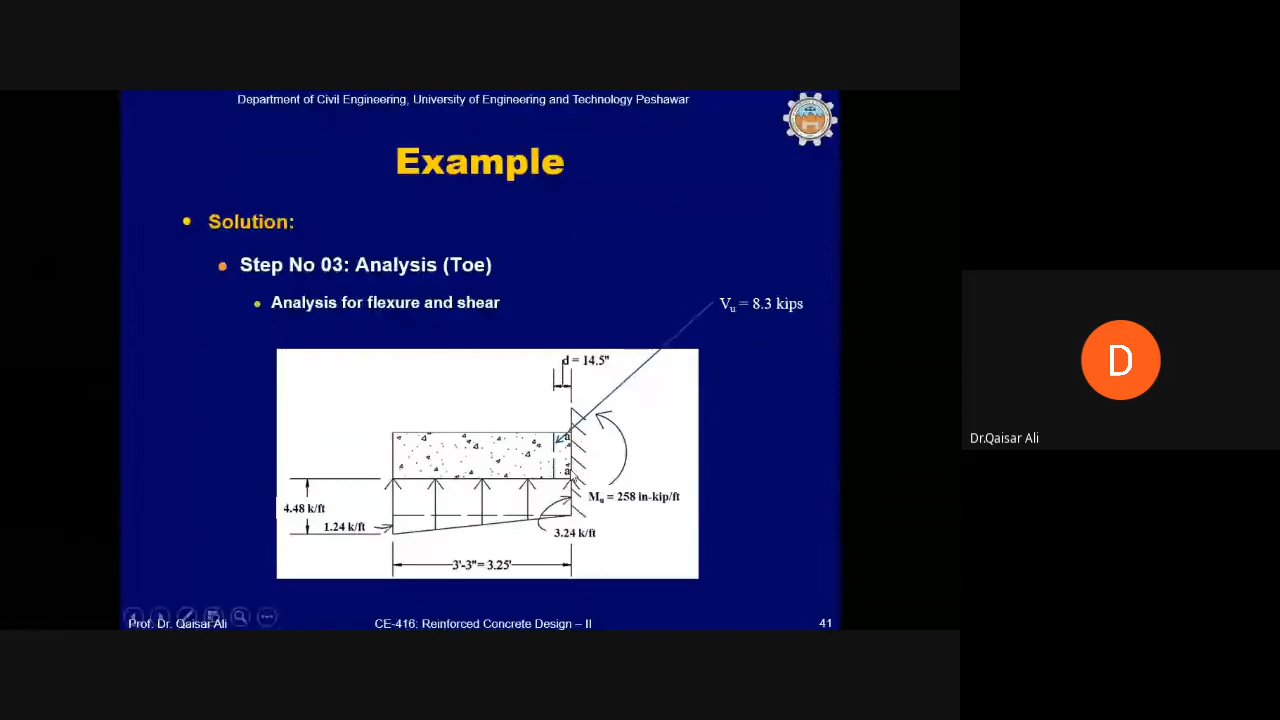 Department of Civil Engineering, University of Engineering and Technology Peshawar
Example
Solution:
Step No 03: Analysis (Toe)
Analysis for flexure and shear
Vu = 8.3 kips
d = 14.5"
a
a
Mu = 258 in-kip/ft
4.48 k/ft
1.24 k/ft
3.24 k/ft
3'-3"= 3.25'
Prof. Dr. Qaisar Ali
CE-416: Reinforced Concrete Design – II
41
D
Dr.Qaisar Ali